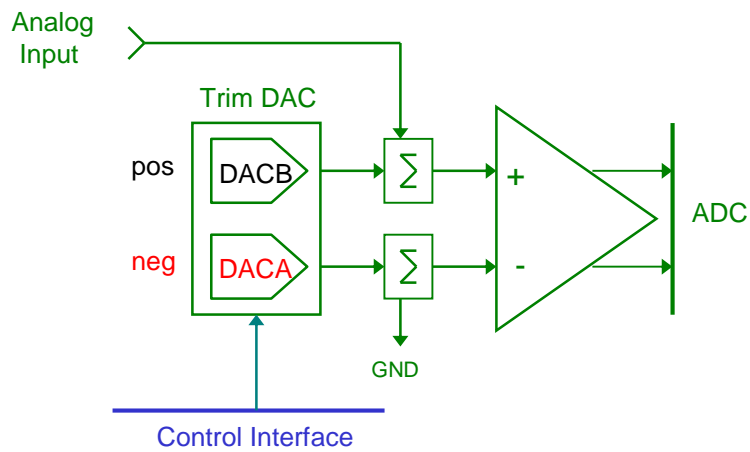 Analog
Input
Trim DAC
pos
DACB
∑
+
ADC
neg
DACA
∑
-
GND
Control Interface